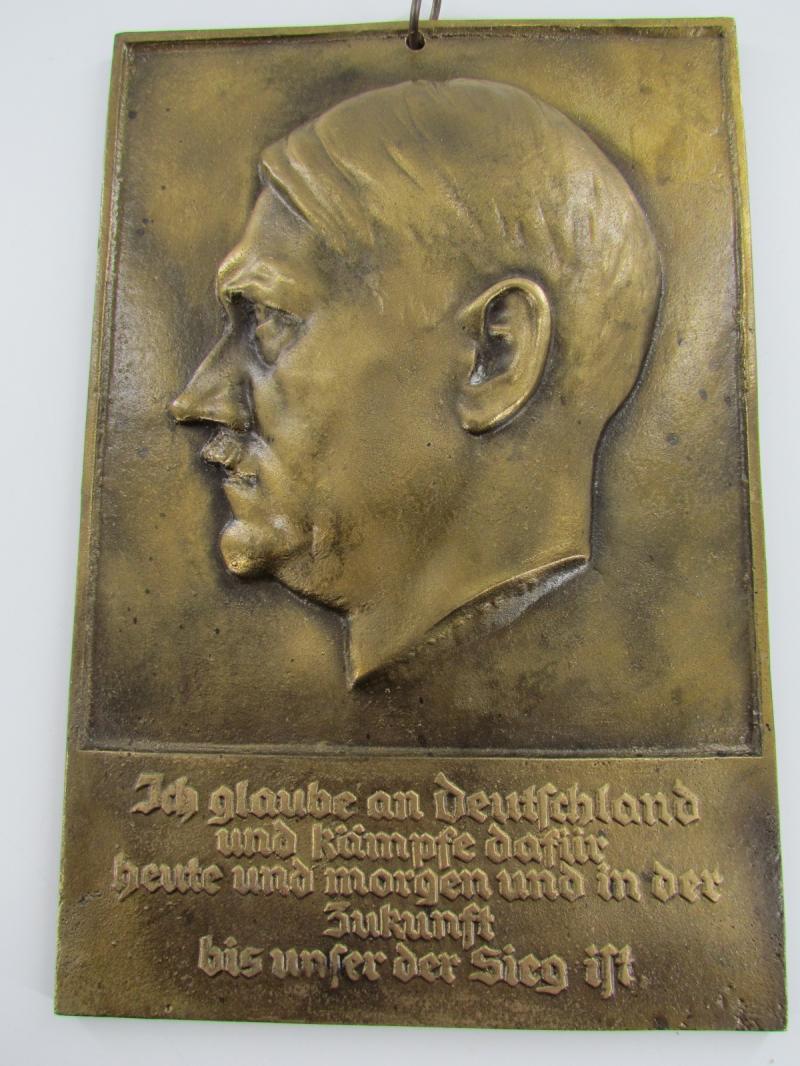 Ich glaube an Deutschland
und kämpfe dafür
heute und morgen und in der
Zukunft
bis unser der Sieg ist